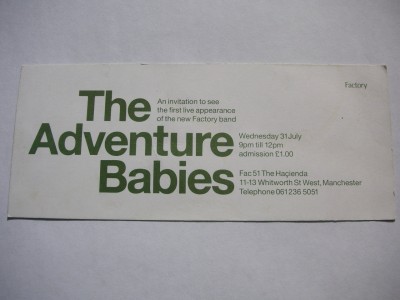 Factory
The
Adventure
Babies
An invitation to see
the first live appearance
of the new Factory band
Wednesday 31 July
9pm till 12pm
admission £1.00
Fac 51 The Haçienda
11-13 Whitworth St West, Manchester
Telephone 061 236 5051